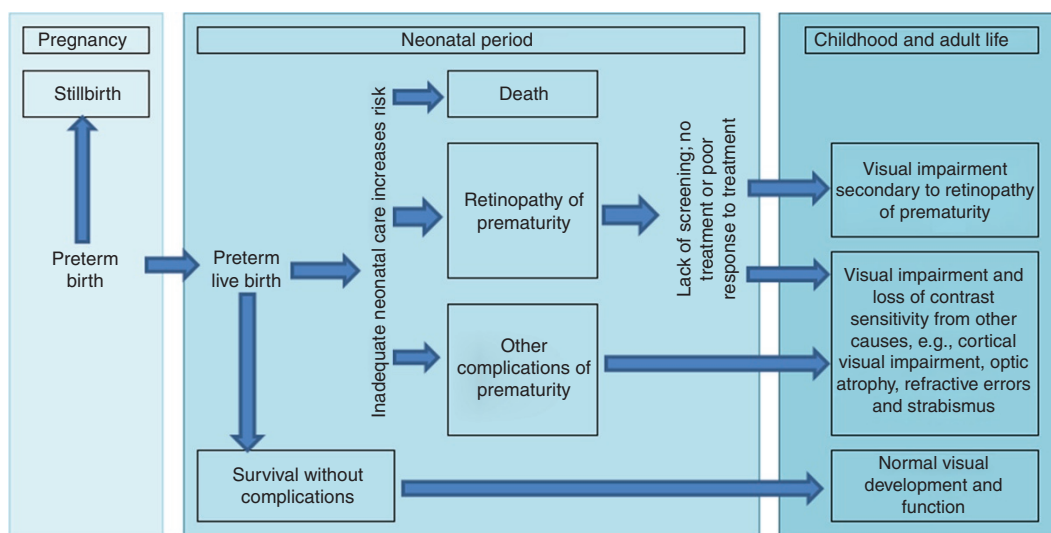 Pregnancy
Stillbirth
Preterm
birth
Neonatal period
Preterm
live birth
Inadequate neonatal care increases risk
Death
Retinopathy of
prematurity
Other
complications of
prematurity
Survival without
complications
Lack of screening; no
treatment or poor
response to treatment
Childhood and adult life
Visual impairment
secondary to retinopathy
of prematurity
Visual impairment and
loss of contrast
sensitivity from other
causes, e.g., cortical
visual impairment, optic
atrophy, refractive errors
and strabismus
Normal visual
development and
function